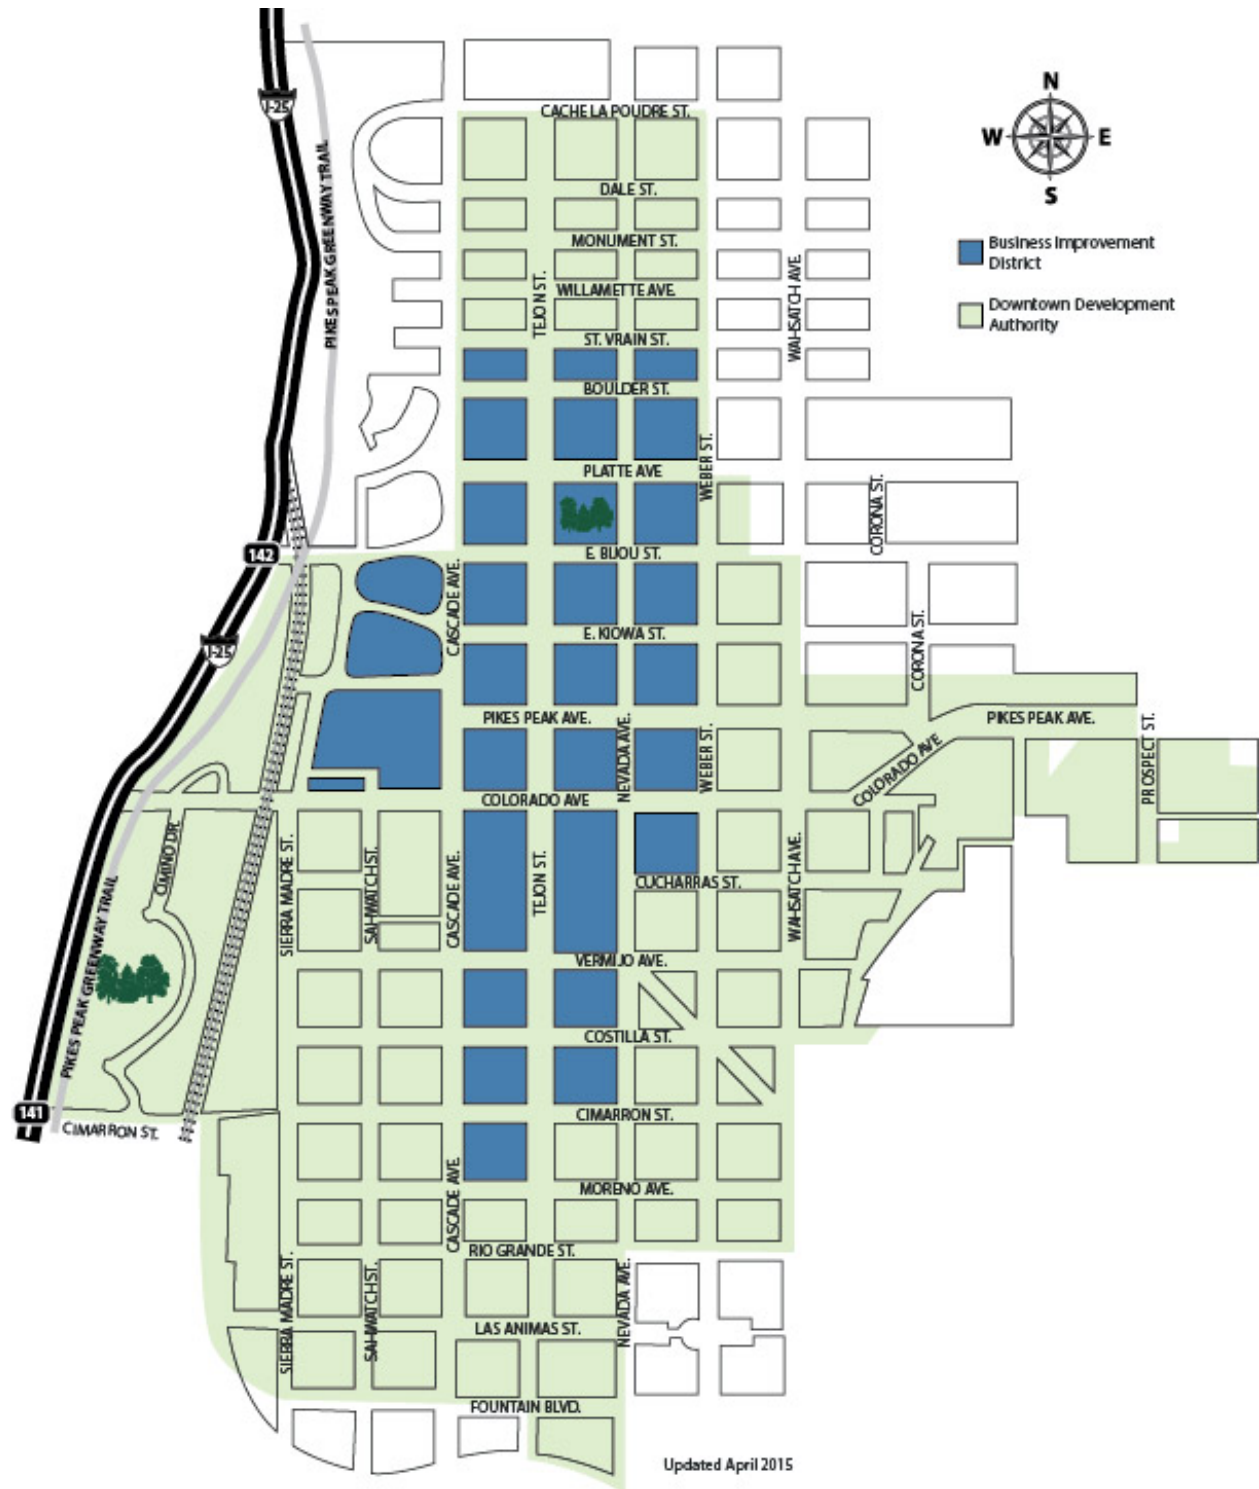 I-25
CACHE LA POUDRE ST.
N
W
E
S
PIKES PEAK GREENWAY TRAIL
DALE ST.
MONUMENT ST.
Business Improvement
District
TEJON ST.
WILLAMETTE AVE.
WAHSATCH AVE.
Downtown Development
Authority
ST. VRAIN ST.
BOULDER ST.
PLATTE AVE
WEBER ST.
CORONA ST.
142
E. BIJOU ST.
CASCADE AVE.
E. KIOWA ST.
CORONA ST.
I-25
PIKES PEAK AVE.
NEVADA AVE.
WEBER ST.
PIKES PEAK AVE.
COLORADO AVE
PROSPECT ST.
COLORADO AVE
CIMINO DR.
SIERRA MADRE ST.
SAHWATCH ST.
CASCADE AVE.
TEJON ST.
CUCHARRAS ST.
WAHSATCH AVE.
PIKES PEAK GREENWAY TRAIL
VERMIJO AVE.
COSTILLA ST.
141
CIMARRON ST.
CIMARRON ST.
CASCADE AVE.
MORENO AVE.
RIO GRANDE ST.
SIERRA MADRE ST.
SAHWATCH ST.
NEVADA AVE.
LAS ANIMAS ST.
FOUNTAIN BLVD.
Updated April 2015